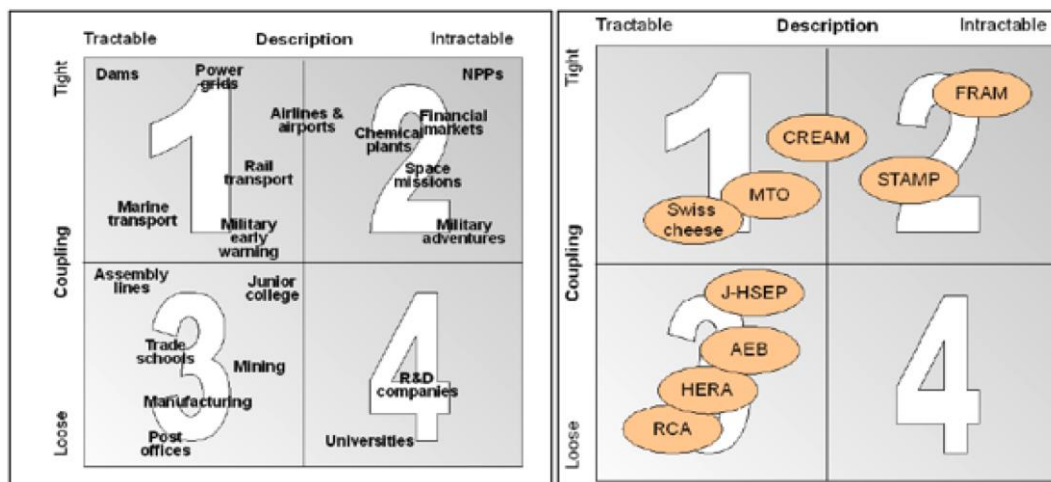 Tractable Description Intractable
Tight
Coupling
Loose
1
2
3
4
Dams
Power
grids
NPPs
Airlines &
airports
Financial
markets
Chemical
plants
Rail
transport
Space
missions
Marine
transport
Military
early
warning
Military
adventures
Assembly
lines
Junior
college
Trade
schools
Mining
Manufacturing
R&D
companies
Post
offices
Universities
Tractable Description Intractable
Tight
Coupling
Loose
1
2
3
4
FRAM
CREAM
STAMP
MTO
Swiss
cheese
J-HSEP
AEB
HERA
RCA